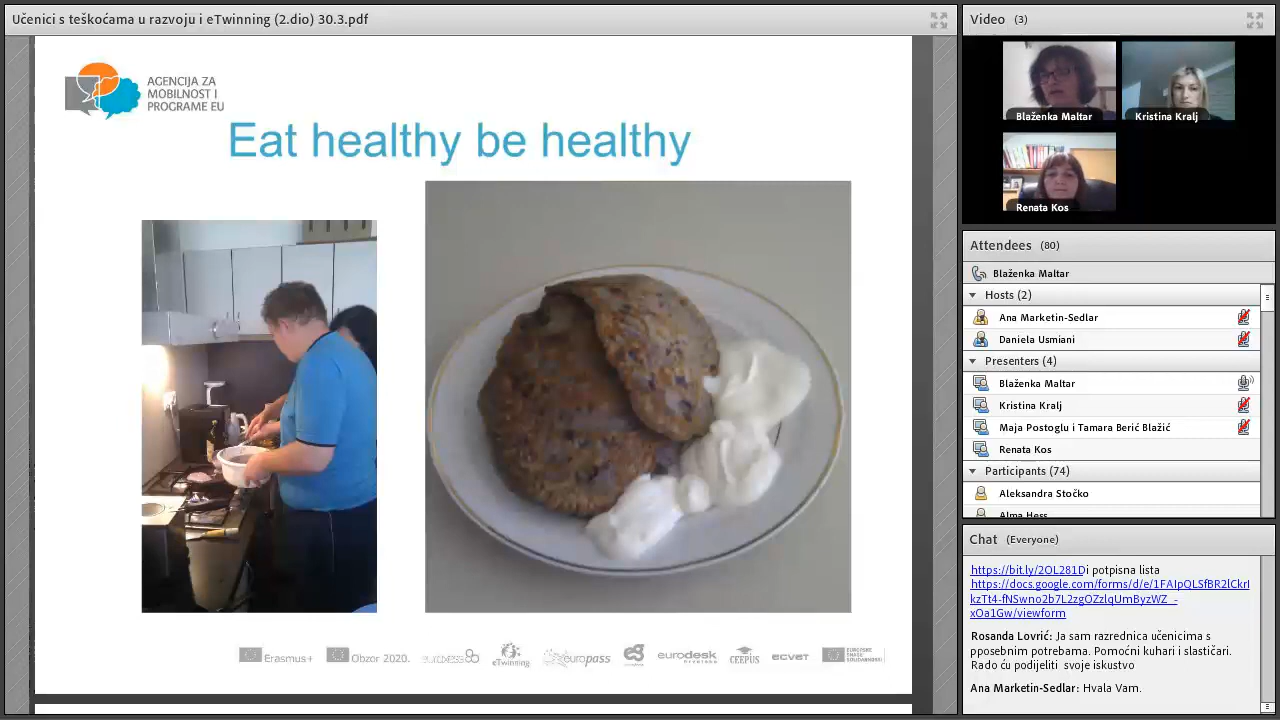 Učenici s teškoćama u razvoju i eTwinning (2.dio) 30.3.pdf
AGENCIJA ZA
MOBILNOST I
PROGRAME EU
Eat healthy be healthy
Erasmus+
Obzor 2020.
euraxess
eTwinning
europass
eurodesk
CEEPUS
ECVET
Video (3)
Blaženka Maltar
Kristina Kralj
Renata Kos
Attendees (80)
Blaženka Maltar
Hosts (2)
Ana Marketin-Sedlar
Daniela Usmiani
Presenters (4)
Blaženka Maltar
Kristina Kralj
Maja Postoglu i Tamara Berić Blažić
Renata Kos
Participants (74)
Aleksandra Stočko
Alma Hess
Chat (Everyone)
https://bit.ly/2OL281Di potpisna lista
https://docs.google.com/forms/d/e/1FAIpQLSfBR2lCkrI
kzTt4-fNSwno2b7L2zgOZzlqUmByzWZ_-
xOa1Gw/viewform
Rosanda Lovrić: Ja sam razrednica učenicima s
pposebnim potrebama. Pomoćni kuhari i slastičari.
Rado ću podijeliti svoje iskustvo
Ana Marketin-Sedlar: Hvala Vam.